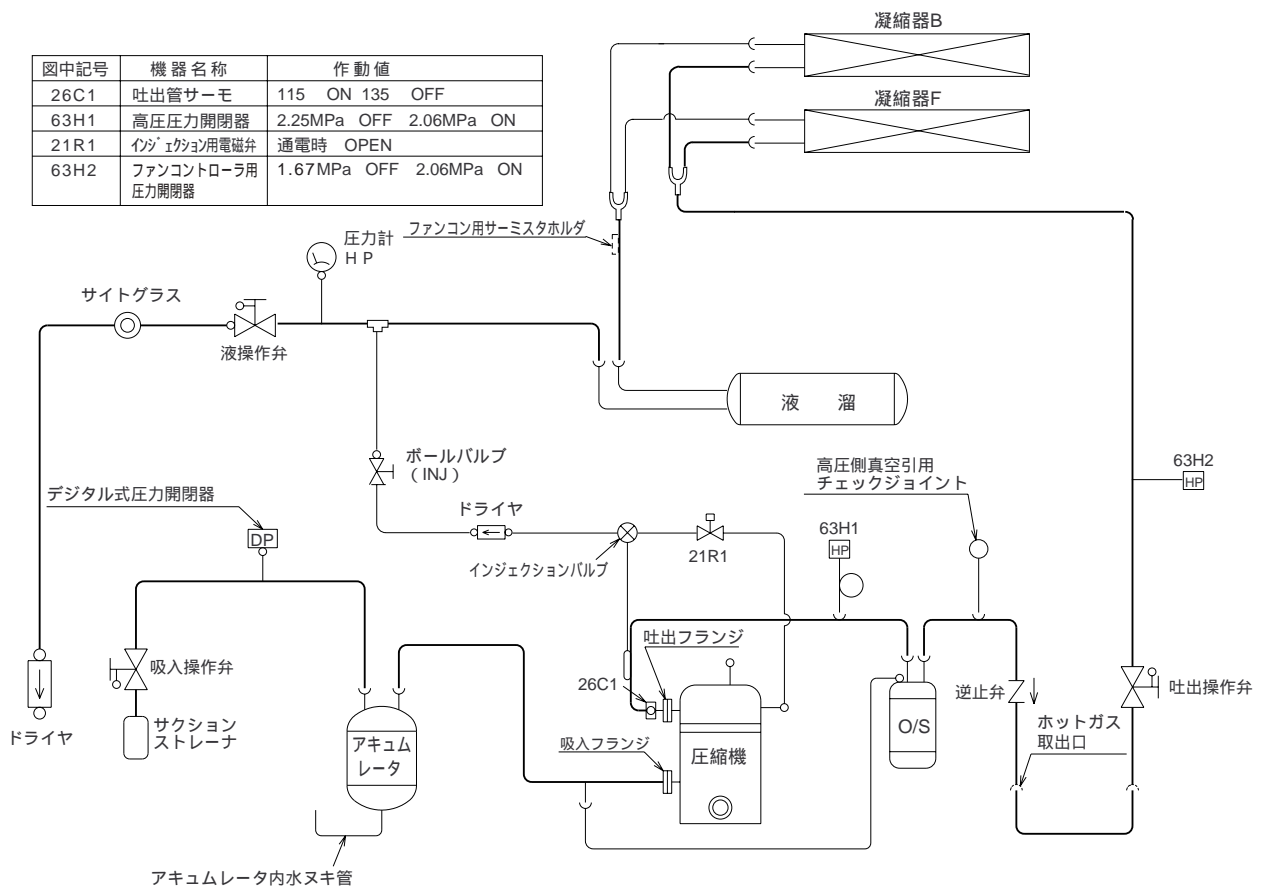 凝縮器B
図中記号 機器名称 作動値
26C1 吐出管サーモ 115 ON 135 OFF
63H1 高圧圧力開閉器 2.25MPa OFF 2.06MPa ON
21R1 インジェクション用電磁弁 通電時 OPEN
63H2 ファンコントローラ用 1.67MPa OFF 2.06MPa ON
圧力開閉器
凝縮器F
ファンコン用サーミスタホルダ
圧力計
HP
サイトグラス
液操作弁
液 溜
ボールバルブ
(INJ)
高圧側真空引用
チェックジョイント
63H2
HP
デジタル式圧力開閉器
DP
ドライヤ
インジェクションバルブ
21R1
63H1
HP
吐出フランジ
26C1
吸入操作弁
逆止弁
吐出操作弁
ドライヤ
サクション
ストレーナ
アキュム
レータ
吸入フランジ
圧縮機
O/S
ホットガス
取出口
アキュムレータ内水ヌキ管